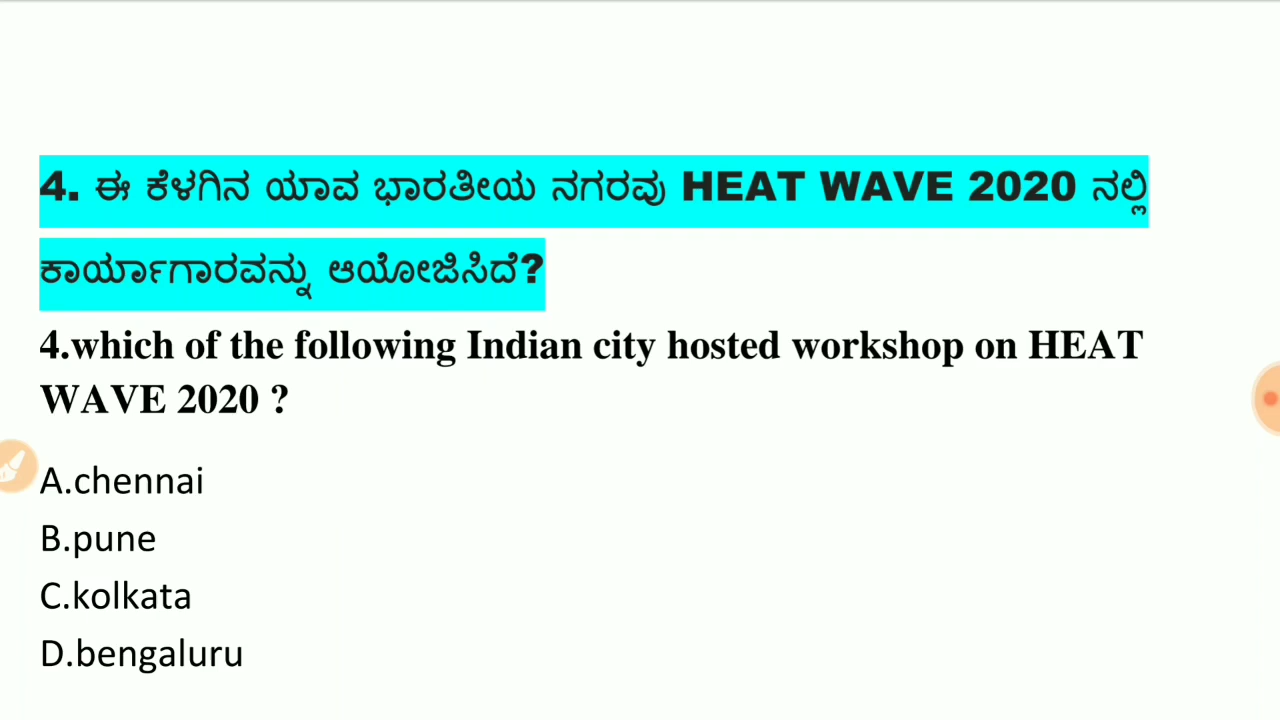 4. ಈ ಕೆಳಗಿನ ಯಾವ ಭಾರತೀಯ ನಗರವು HEAT WAVE 2020 ನಲ್ಲಿ
ಕಾರ್ಯಾಗಾರವನ್ನು ಆಯೋಜಿಸಿದೆ?
4.which of the following Indian city hosted workshop on HEAT
WAVE 2020 ?
A.chennai
B.pune
C.kolkata
D.bengaluru